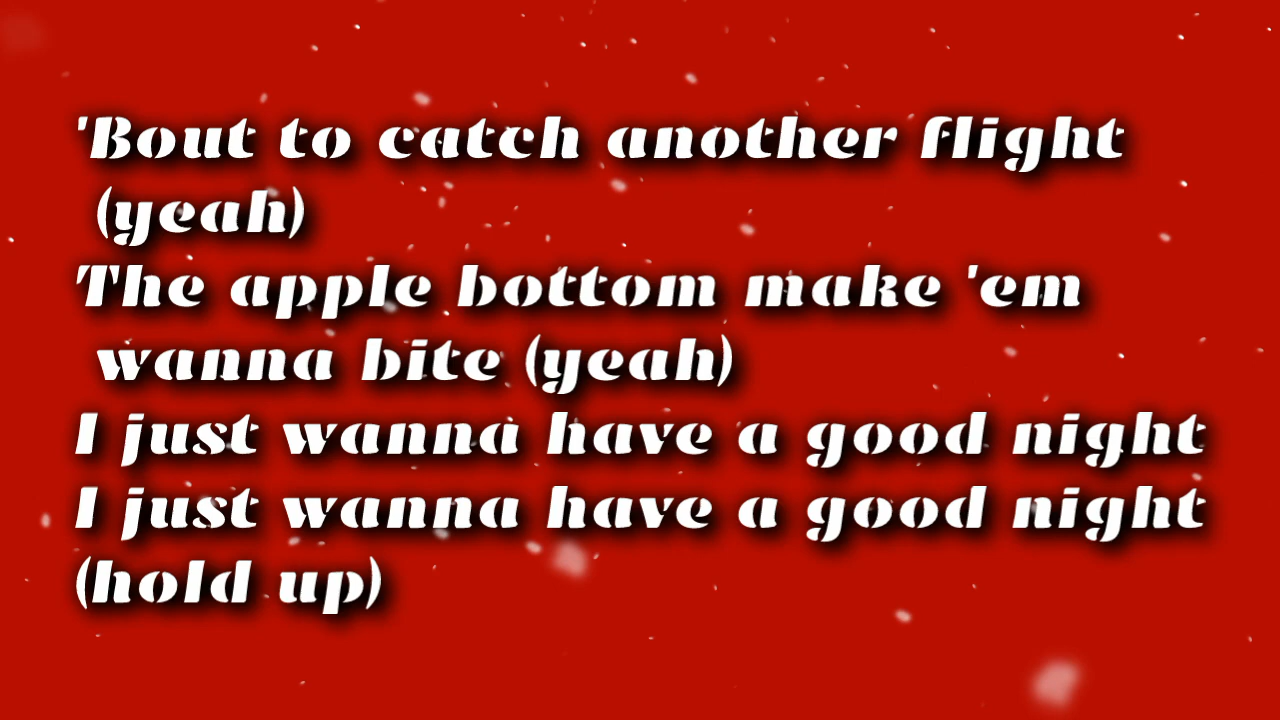 'Bout to catch another flight
(yeah)
The apple bottom make 'em
wanna bite (yeah)
I just wanna have a good night
I just wanna have a good night
(hold up)